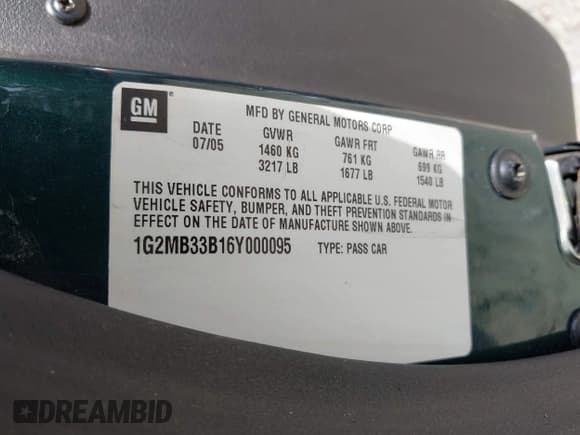 GM
MFD BY GENERAL MOTORS CORP
DATE GVWR GAWR FRT GAWR RR
07/05 1460 KG 761 KG 699 KG
3217 LB 1677 LB 1540 LB
THIS VEHICLE CONFORMS TO ALL APPLICABLE U.S. FEDERAL MOTOR
VEHICLE SAFETY, BUMPER, AND THEFT PREVENTION STANDARDS IN
EFFECT ON THE DATE OF MANUFACTURE SHOWN ABOVE.
1G2MB33B16Y000095 TYPE: PASS CAR
DREAMBID